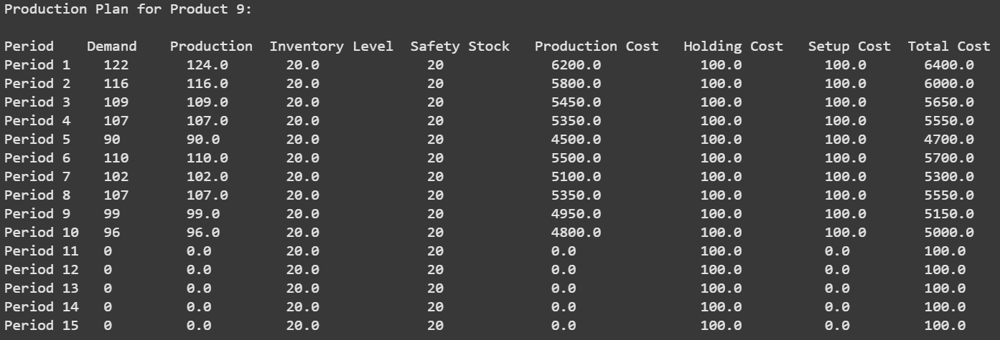 Production Plan for Product 9:
Period Demand Production Inventory Level Safety Stock Production Cost Holding Cost Setup Cost Total Cost
Period 1 122 124.0 20.0 20 6200.0 100.0 100.0 6400.0
Period 2 116 116.0 20.0 20 5800.0 100.0 100.0 6000.0
Period 3 109 109.0 20.0 20 5450.0 100.0 100.0 5650.0
Period 4 107 107.0 20.0 20 5350.0 100.0 100.0 5550.0
Period 5 90 90.0 20.0 20 4500.0 100.0 100.0 4700.0
Period 6 110 110.0 20.0 20 5500.0 100.0 100.0 5700.0
Period 7 102 102.0 20.0 20 5100.0 100.0 100.0 5300.0
Period 8 107 107.0 20.0 20 5350.0 100.0 100.0 5550.0
Period 9 99 99.0 20.0 20 4950.0 100.0 100.0 5150.0
Period 10 96 96.0 20.0 20 4800.0 100.0 100.0 5000.0
Period 11 0 0.0 20.0 20 0.0 100.0 0.0 100.0
Period 12 0 0.0 20.0 20 0.0 100.0 0.0 100.0
Period 13 0 0.0 20.0 20 0.0 100.0 0.0 100.0
Period 14 0 0.0 20.0 20 0.0 100.0 0.0 100.0
Period 15 0 0.0 20.0 20 0.0 100.0 0.0 100.0